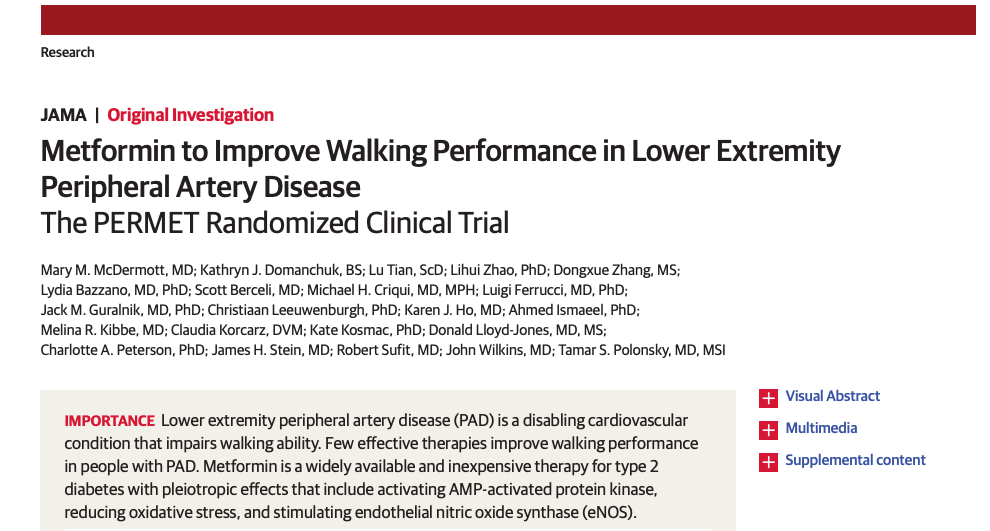 Research
JAMA | Original Investigation
Metformin to Improve Walking Performance in Lower Extremity
Peripheral Artery Disease
The PERMET Randomized Clinical Trial
Mary M. McDermott, MD; Kathryn J. Domanchuk, BS; Lu Tian, ScD; Lihui Zhao, PhD; Dongxue Zhang, MS;
Lydia Bazzano, MD, PhD; Scott Berceli, MD; Michael H. Criqui, MD, MPH; Luigi Ferrucci, MD, PhD;
Jack M. Guralnik, MD, PhD; Christiaan Leeuwenburgh, PhD; Karen J. Ho, MD; Ahmed Ismaeel, PhD;
Melina R. Kibbe, MD; Claudia Korcarz, DVM; Kate Kosmac, PhD; Donald Lloyd-Jones, MD, MS;
Charlotte A. Peterson, PhD; James H. Stein, MD; Robert Sufit, MD; John Wilkins, MD; Tamar S. Polonsky, MD, MSI
IMPORTANCE Lower extremity peripheral artery disease (PAD) is a disabling cardiovascular
condition that impairs walking ability. Few effective therapies improve walking performance
in people with PAD. Metformin is a widely available and inexpensive therapy for type 2
diabetes with pleiotropic effects that include activating AMP-activated protein kinase,
reducing oxidative stress, and stimulating endothelial nitric oxide synthase (eNOS).
Visual Abstract
Multimedia
Supplemental content